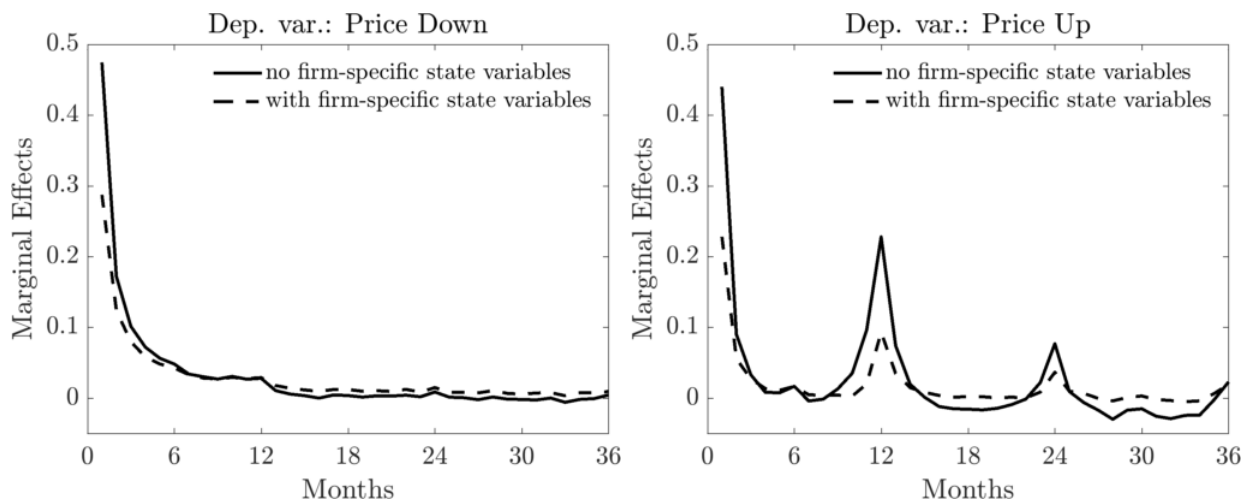 Dep. var.: Price Down
0.5
no firm-specific state variables
with firm-specific state variables
0.4
0.3
0.2
0.1
0
Marginal Effects
0 6 12 18 24 30 36
Months
Dep. var.: Price Up
0.5
no firm-specific state variables
with firm-specific state variables
0.4
0.3
0.2
0.1
0
Marginal Effects
0 6 12 18 24 30 36
Months